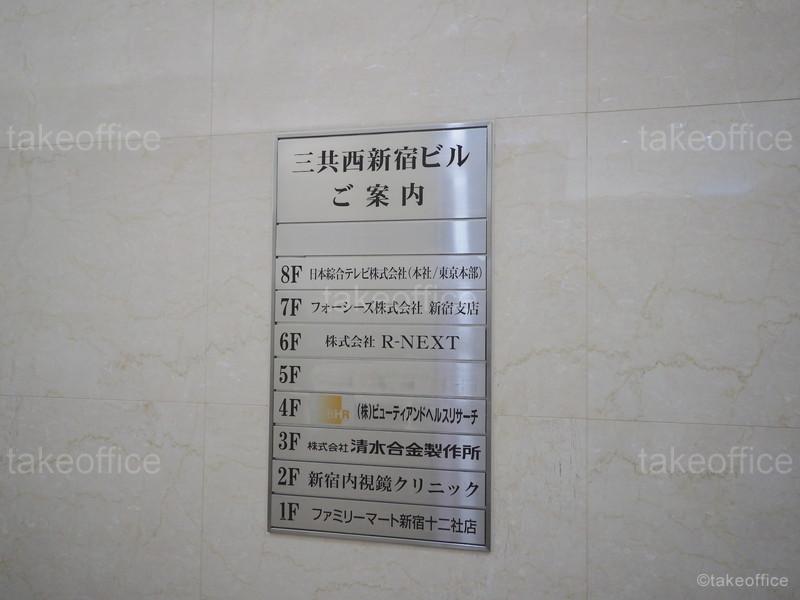 takeoffice
takeoffice
三共西新宿ビル
ご案内
8F 日本綜合テレビ株式会社(本社/東京本部)
takeoffice
7F フォーシーズ株式会社 新宿支店
6F 株式会社 R-NEXT
5F
4F BHR (株)ビューティアンドヘルスリサーチ
3F 株式会社 清水合金製作所
takeoffice
takeoffice
2F 新宿内視鏡クリニック
1F ファミリーマート新宿十二社店
©takeoffice